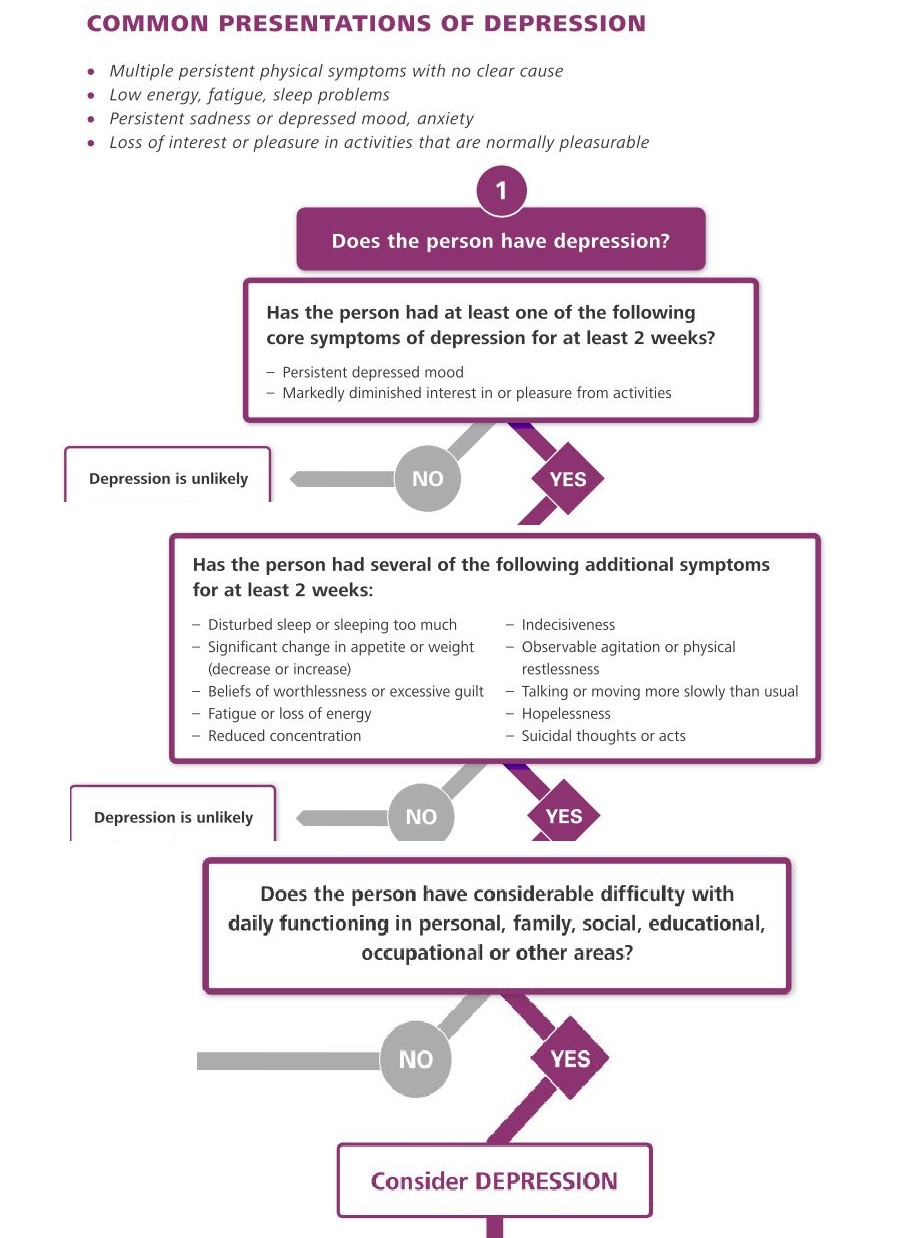 COMMON PRESENTATIONS OF DEPRESSION
• Multiple persistent physical symptoms with no clear cause
• Low energy, fatigue, sleep problems
• Persistent sadness or depressed mood, anxiety
• Loss of interest or pleasure in activities that are normally pleasurable
1
Does the person have depression?
Has the person had at least one of the following
core symptoms of depression for at least 2 weeks?
– Persistent depressed mood
– Markedly diminished interest in or pleasure from activities
Depression is unlikely
NO
YES
Has the person had several of the following additional symptoms
for at least 2 weeks:
– Disturbed sleep or sleeping too much
– Significant change in appetite or weight
(decrease or increase)
– Beliefs of worthlessness or excessive guilt
– Fatigue or loss of energy
– Reduced concentration
– Indecisiveness
– Observable agitation or physical
restlessness
– Talking or moving more slowly than usual
– Hopelessness
– Suicidal thoughts or acts
Depression is unlikely
NO
YES
Does the person have considerable difficulty with
daily functioning in personal, family, social, educational,
occupational or other areas?
NO
YES
Consider DEPRESSION